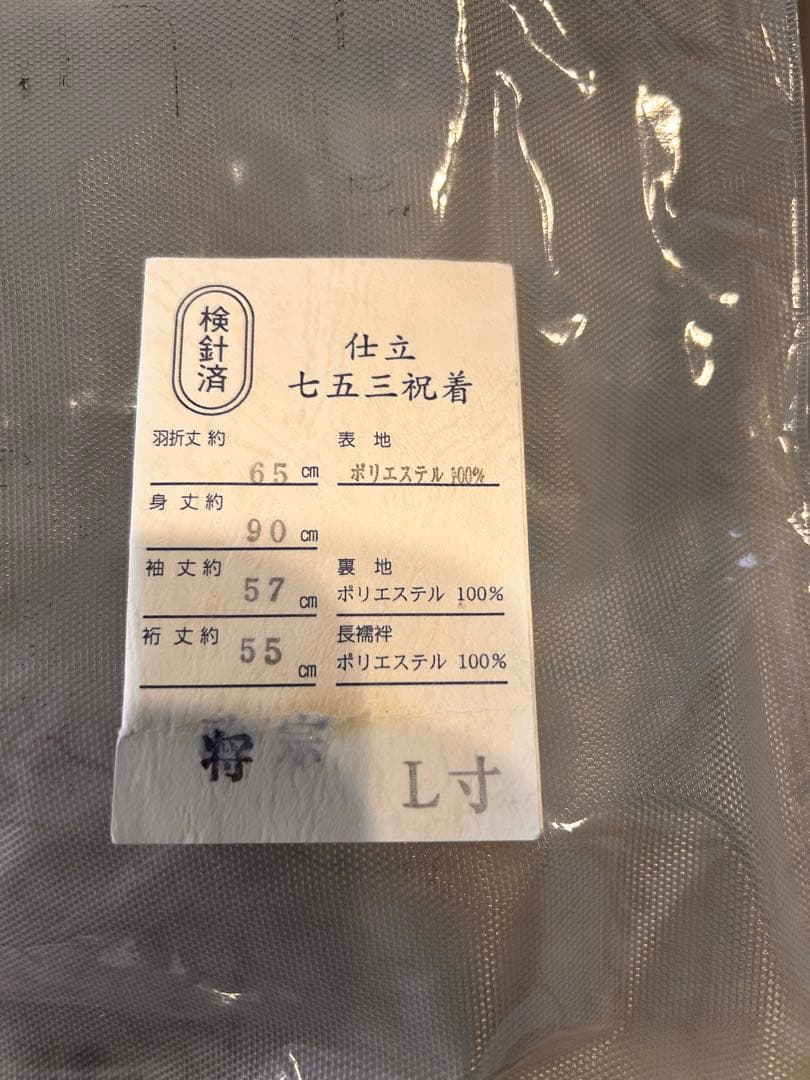 検針済
仕立
七五三祝着
羽折丈約
65 cm
身丈約
90 cm
袖丈約
57 cm
裄丈約
55 cm
表地
ポリエステル 100%
裏地
ポリエステル 100%
長襦袢
ポリエステル 100%
L寸